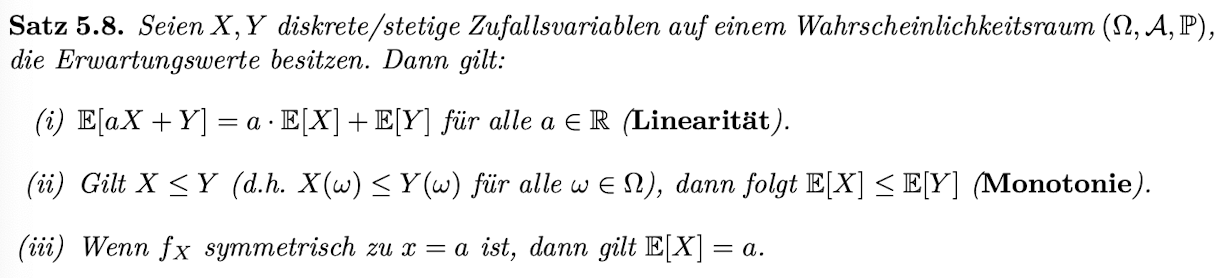 Satz 5.8. Seien X, Y diskrete/stetige Zufallsvariablen auf einem Wahrscheinlichkeitsraum (Ω, 𝒜, ℙ),
die Erwartungswerte besitzen. Dann gilt:
(i) 𝔼[aX + Y] = a · 𝔼[X] + 𝔼[Y] für alle a ∈ ℝ (Linearität).
(ii) Gilt X ≤ Y (d.h. X(ω) ≤ Y(ω) für alle ω ∈ Ω), dann folgt 𝔼[X] ≤ 𝔼[Y] (Monotonie).
(iii) Wenn f_X symmetrisch zu x = a ist, dann gilt 𝔼[X] = a.